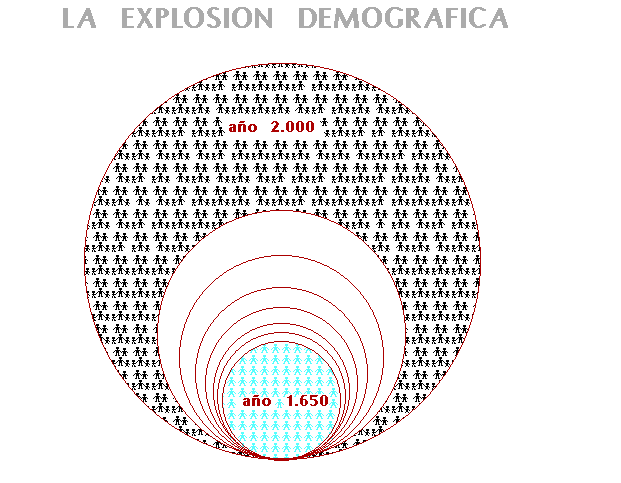 LA EXPLOSION DEMOGRAFICA
año 2.000
año 1.650